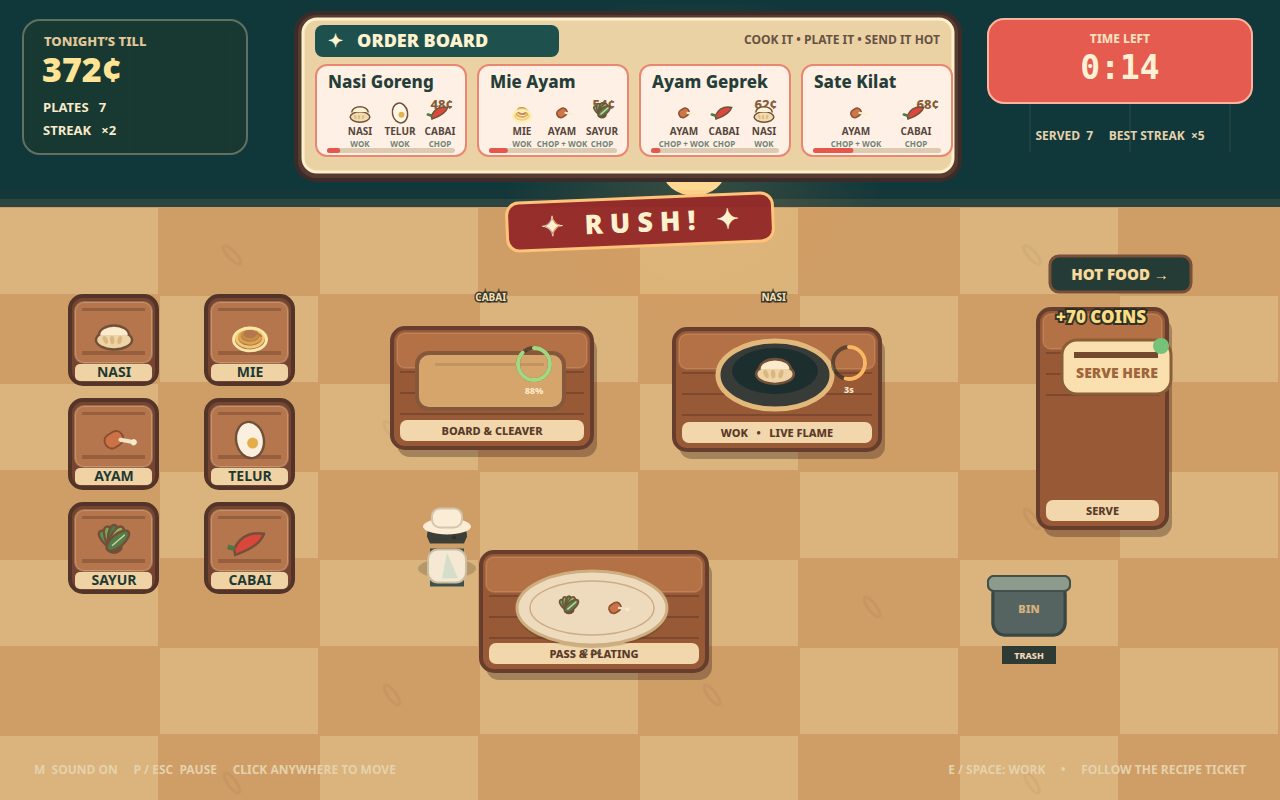 TONIGHT'S TILL
372¢
PLATES 7
STREAK ×2
✦ ORDER BOARD
COOK IT • PLATE IT • SEND IT HOT
Nasi Goreng
48¢
NASI TELUR CABAI
WOK WOK CHOP
Mie Ayam
MIE AYAM SAYUR
WOK CHOP + WOK CHOP
Ayam Geprek
62¢
AYAM CABAI NASI
CHOP + WOK CHOP WOK
Sate Kilat
68¢
AYAM CABAI
CHOP + WOK CHOP
TIME LEFT
0:14
SERVED 7 BEST STREAK ×5
✦ RUSH! ✦
NASI
MIE
AYAM
TELUR
SAYUR
CABAI
CABAI
88%
BOARD & CLEAVER
NASI
3s
WOK • LIVE FLAME
HOT FOOD →
+70 COINS
SERVE HERE
SERVE
PASS & PLATING
BIN
TRASH
M SOUND ON P / ESC PAUSE CLICK ANYWHERE TO MOVE
E / SPACE: WORK • FOLLOW THE RECIPE TICKET